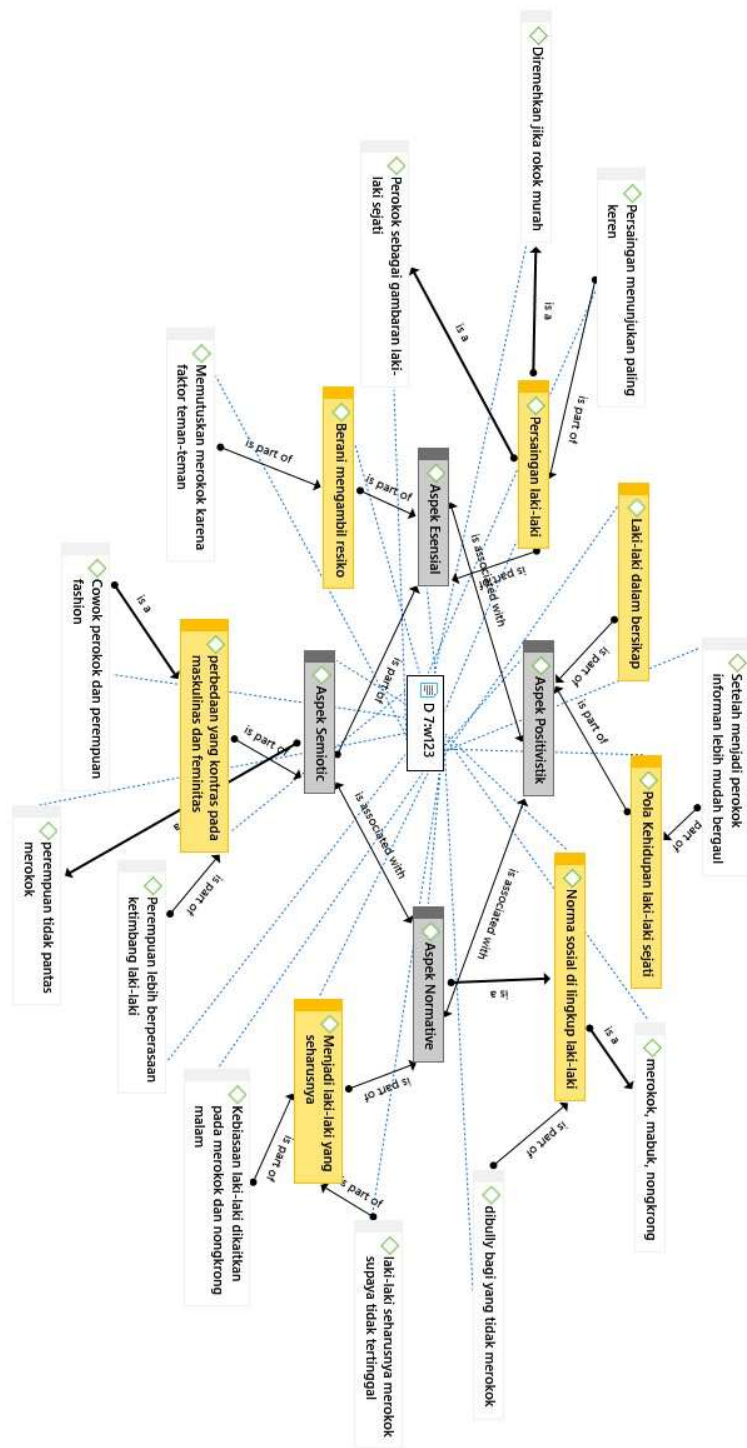 Setelah menjadi perokok
informan lebih mudah bergaul
part of
Persaingan menunjukan paling
keren
Laki-laki dalam bersikap
Pola Kehidupan laki-laki sejati
merokok, mabuk, nongkrong
is a
is part of
is part of
is part of
Norma sosial di lingkup laki-laki
is part of
Diremehkan jika rokok murah
is a
Persaingan laki-laki
Aspek Positivistik
is associated with
is a
dibully bagi yang tidak merokok
is part of
is associated with
Perokok sebagai gambaran laki-
laki sejati
is a
Aspek Esensial
D 7:w123
Aspek Normative
is part of
is part of
is associated with
is part of
laki-laki seharusnya merokok
supaya tidak tertinggal
is part of
Berani mengambil resiko
Aspek Semiotic
Menjadi laki-laki yang
seharusnya
is part of
is part of
is part of
Memutuskan merokok karena
faktor teman-teman
perbedaan yang kontras pada
maskulinas dan feminitas
is part of
Kebiasaan laki-laki dikaitkan
pada merokok dan nongkrong
malam
is a
Cowok perokok dan perempuan
fashion
Perempuan lebih berperasaan
ketimbang laki-laki
a
perempuan tidak pantas
merokok